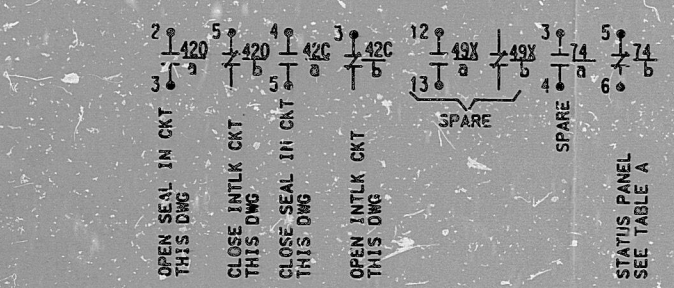 2 5 4 3 12 3 5
420 420 42C 42C 49X 49X 74 74
a b a b a b a b
3 5 13 4 6
SPARE
OPEN SEAL IN CKT
THIS DWG
CLOSE INTLK CKT
THIS DWG
CLOSE SEAL IN CKT
THIS DWG
OPEN INTLK CKT
THIS DWG
SPARE
STATUS PANEL
SEE TABLE A